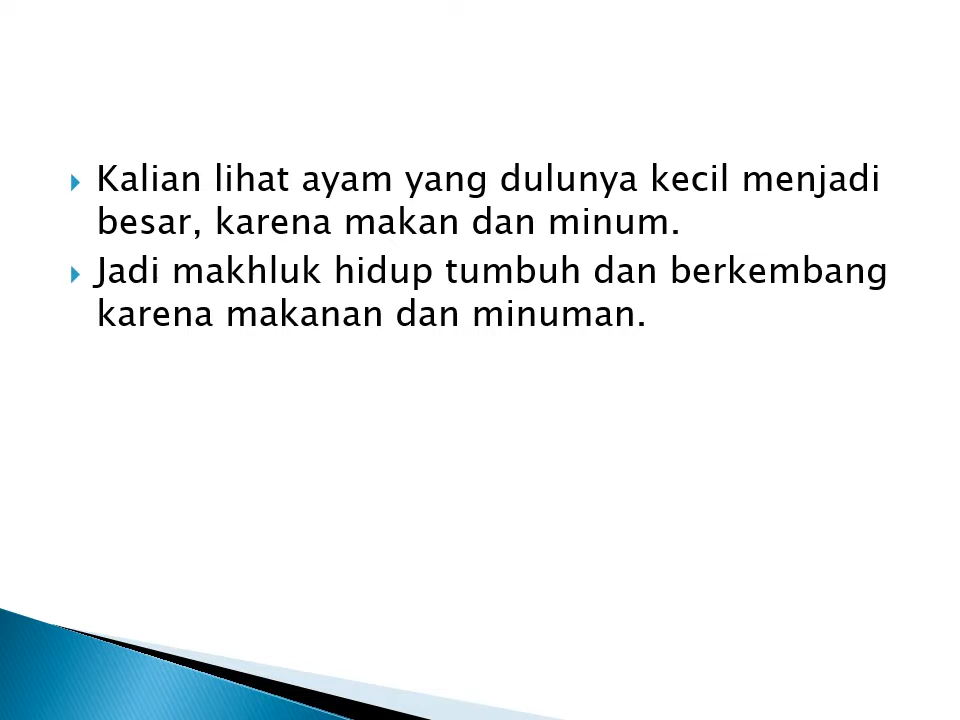 Kalian lihat ayam yang dulunya kecil menjadi
besar, karena makan dan minum.
Jadi makhluk hidup tumbuh dan berkembang
karena makanan dan minuman.